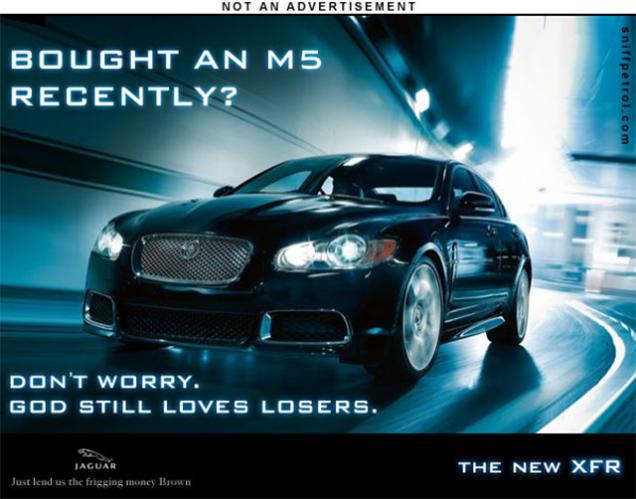 NOT AN ADVERTISEMENT
sniffpetrol.com
BOUGHT AN M5
RECENTLY?
DON'T WORRY.
GOD STILL LOVES LOSERS.
JAGUAR
Just lend us the frigging money Brown
THE NEW XFR